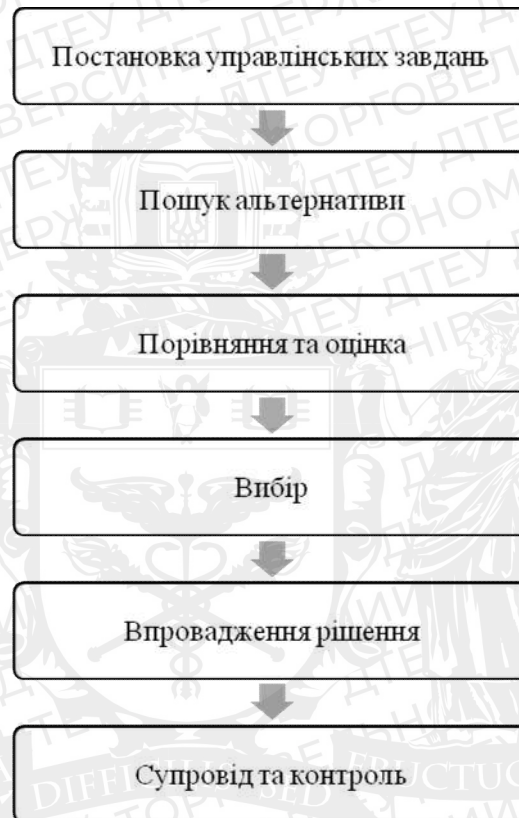 Постановка управлінських завдань
Пошук альтернативи
Порівняння та оцінка
Вибір
Впровадження рішення
Супровід та контроль